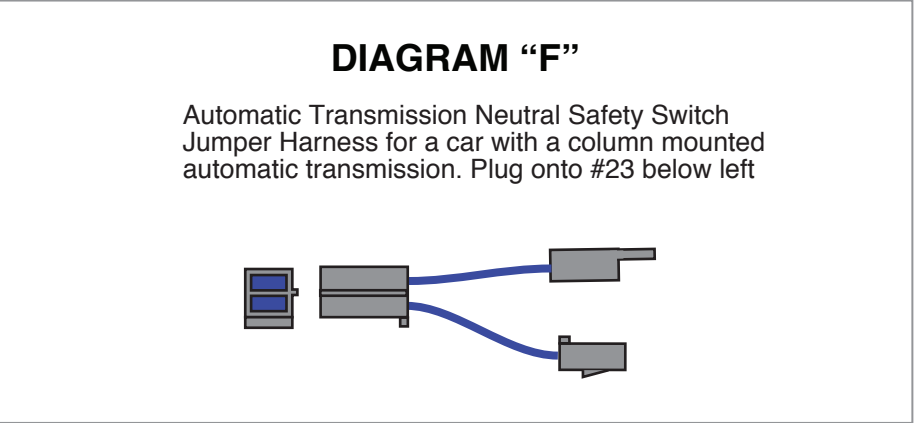 DIAGRAM “F”
Automatic Transmission Neutral Safety Switch
Jumper Harness for a car with a column mounted
automatic transmission. Plug onto #23 below left